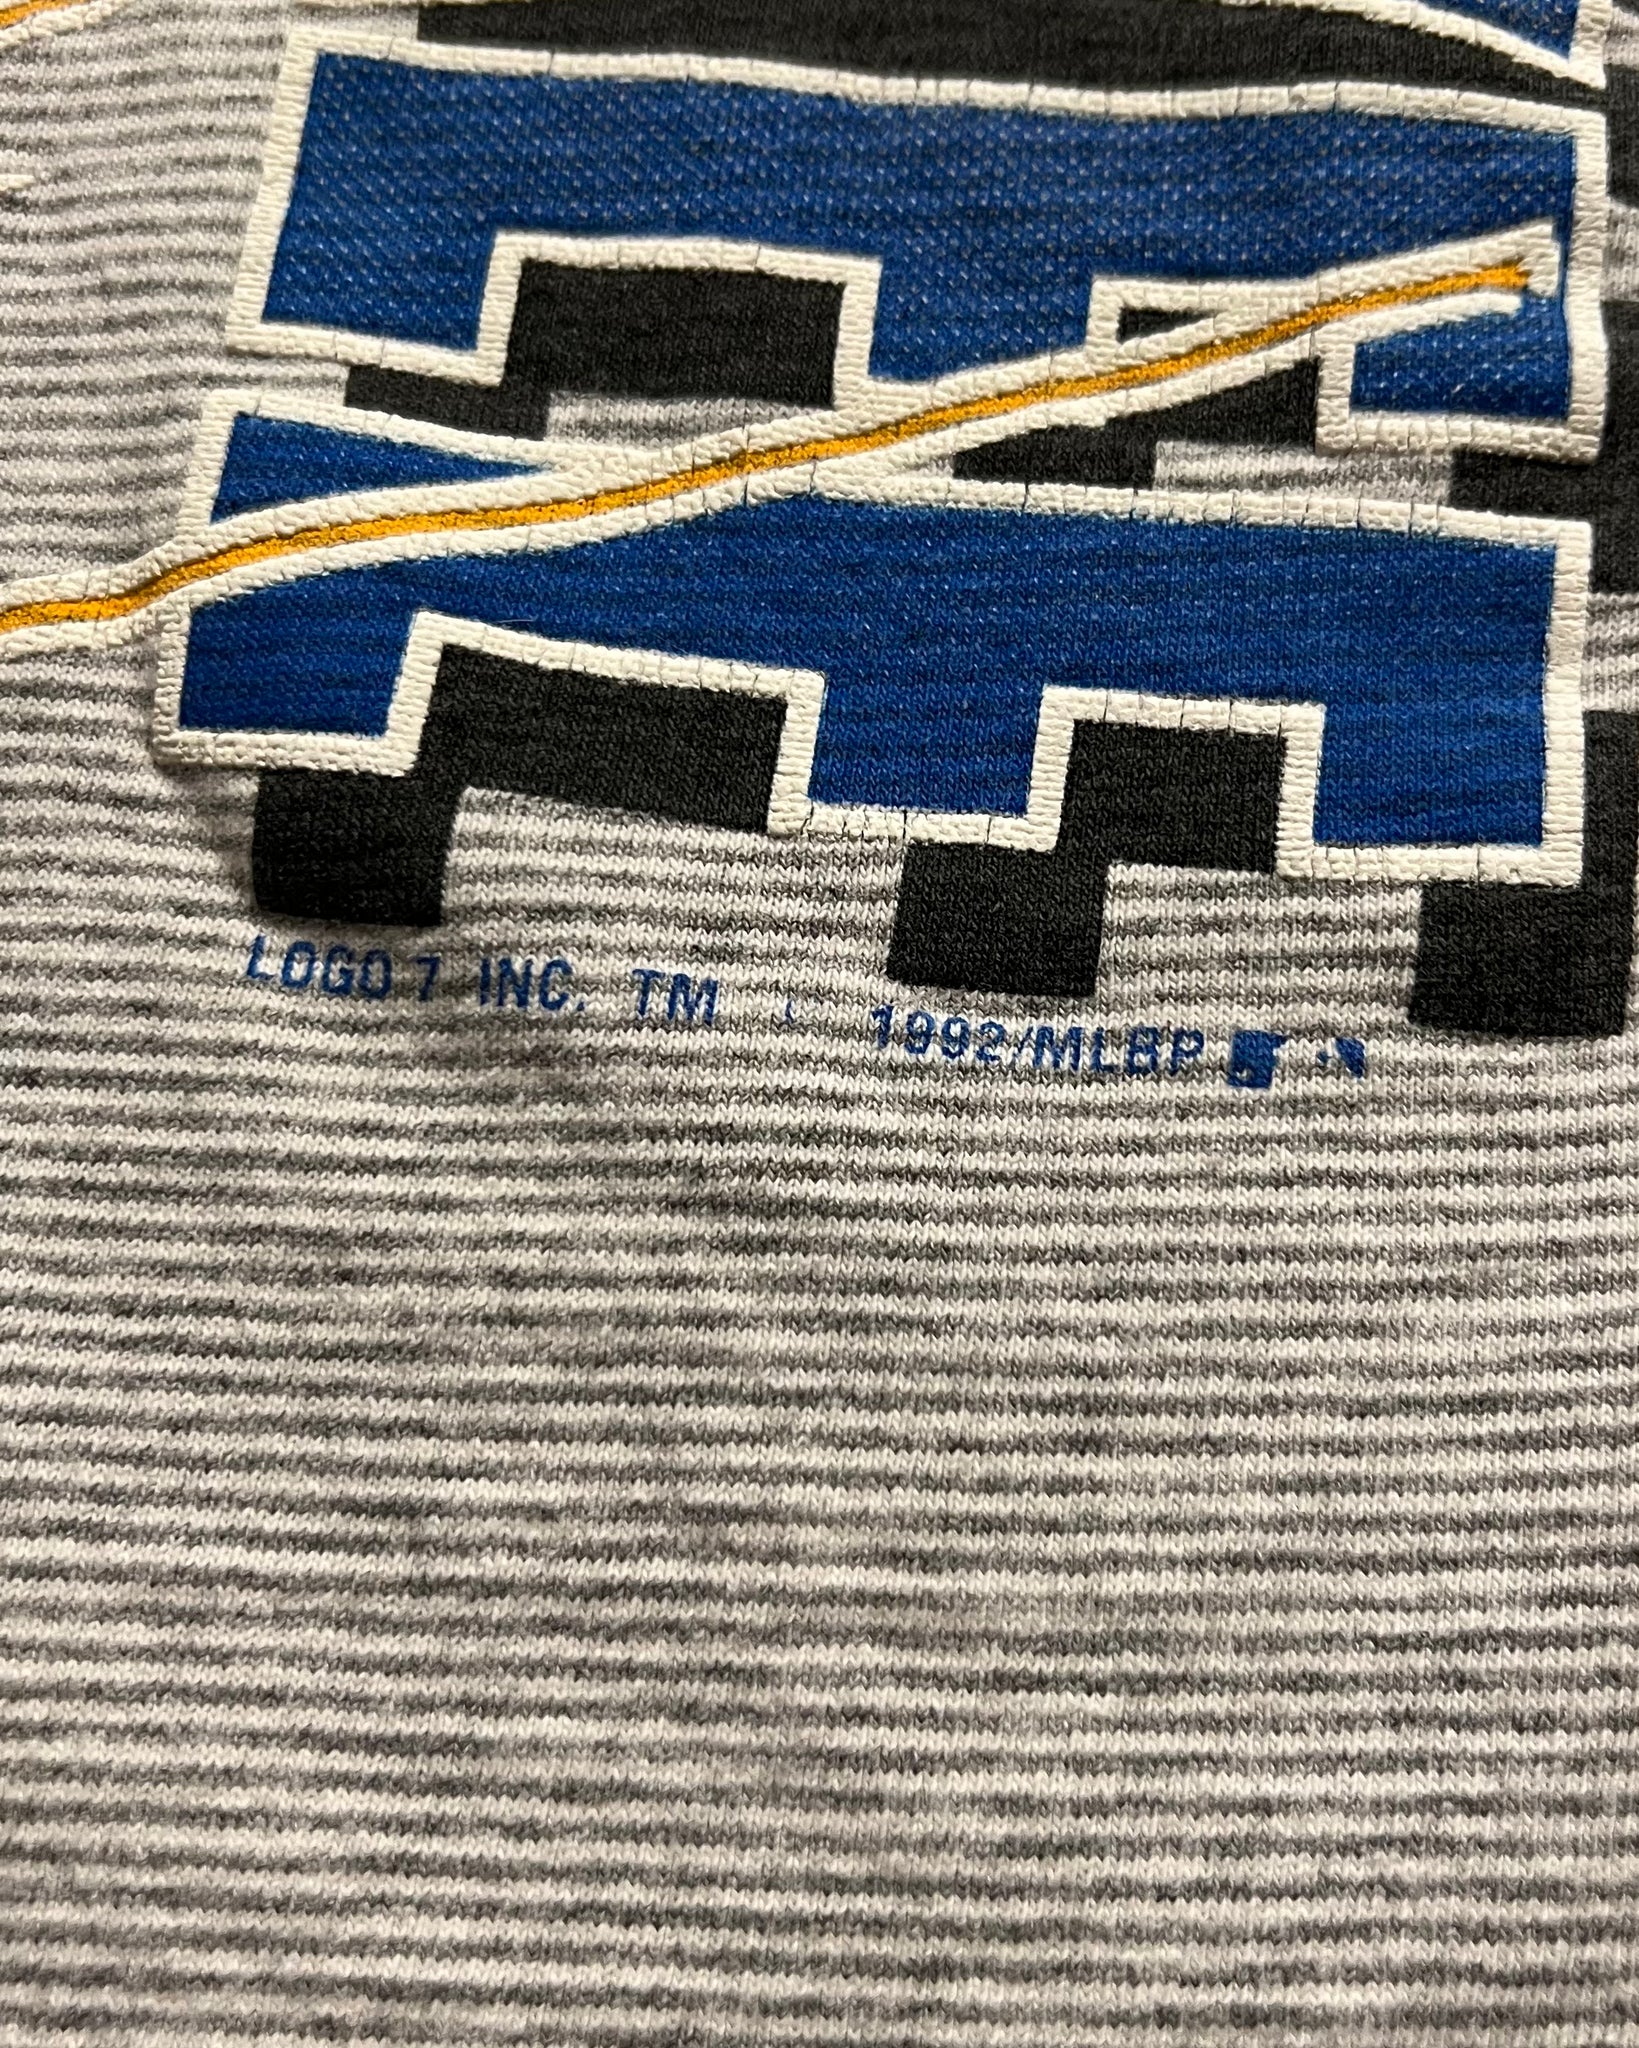 LOGO 7 INC. TM 1992/MLBP